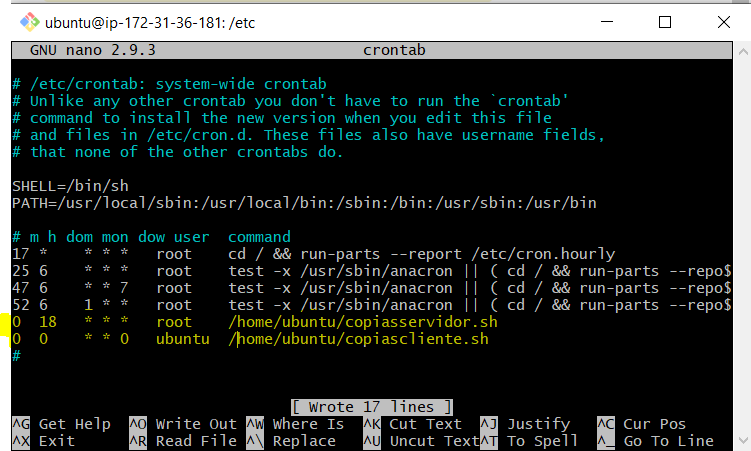 ubuntu@ip-172-31-36-181: /etc
GNU nano 2.9.3 crontab
# /etc/crontab: system-wide crontab
# Unlike any other crontab you don't have to run the `crontab'
# command to install the new version when you edit this file
# and files in /etc/cron.d. These files also have username fields,
# that none of the other crontabs do.
SHELL=/bin/sh
PATH=/usr/local/sbin:/usr/local/bin:/sbin:/bin:/usr/sbin:/usr/bin
# m h dom mon dow user command
17 * * * * root cd / && run-parts --report /etc/cron.hourly
25 6 * * * root test -x /usr/sbin/anacron || ( cd / && run-parts --repo$
47 6 * * 7 root test -x /usr/sbin/anacron || ( cd / && run-parts --repo$
52 6 1 * * root test -x /usr/sbin/anacron || ( cd / && run-parts --repo$
0 18 * * * root /home/ubuntu/copiasservidor.sh
0 0 * * 0 ubuntu /home/ubuntu/copiascliente.sh
#
[ Wrote 17 lines ]
^G Get Help ^O Write Out ^W Where Is ^K Cut Text ^J Justify ^C Cur Pos
^X Exit ^R Read File ^\ Replace ^U Uncut Text ^T To Spell ^_ Go To Line